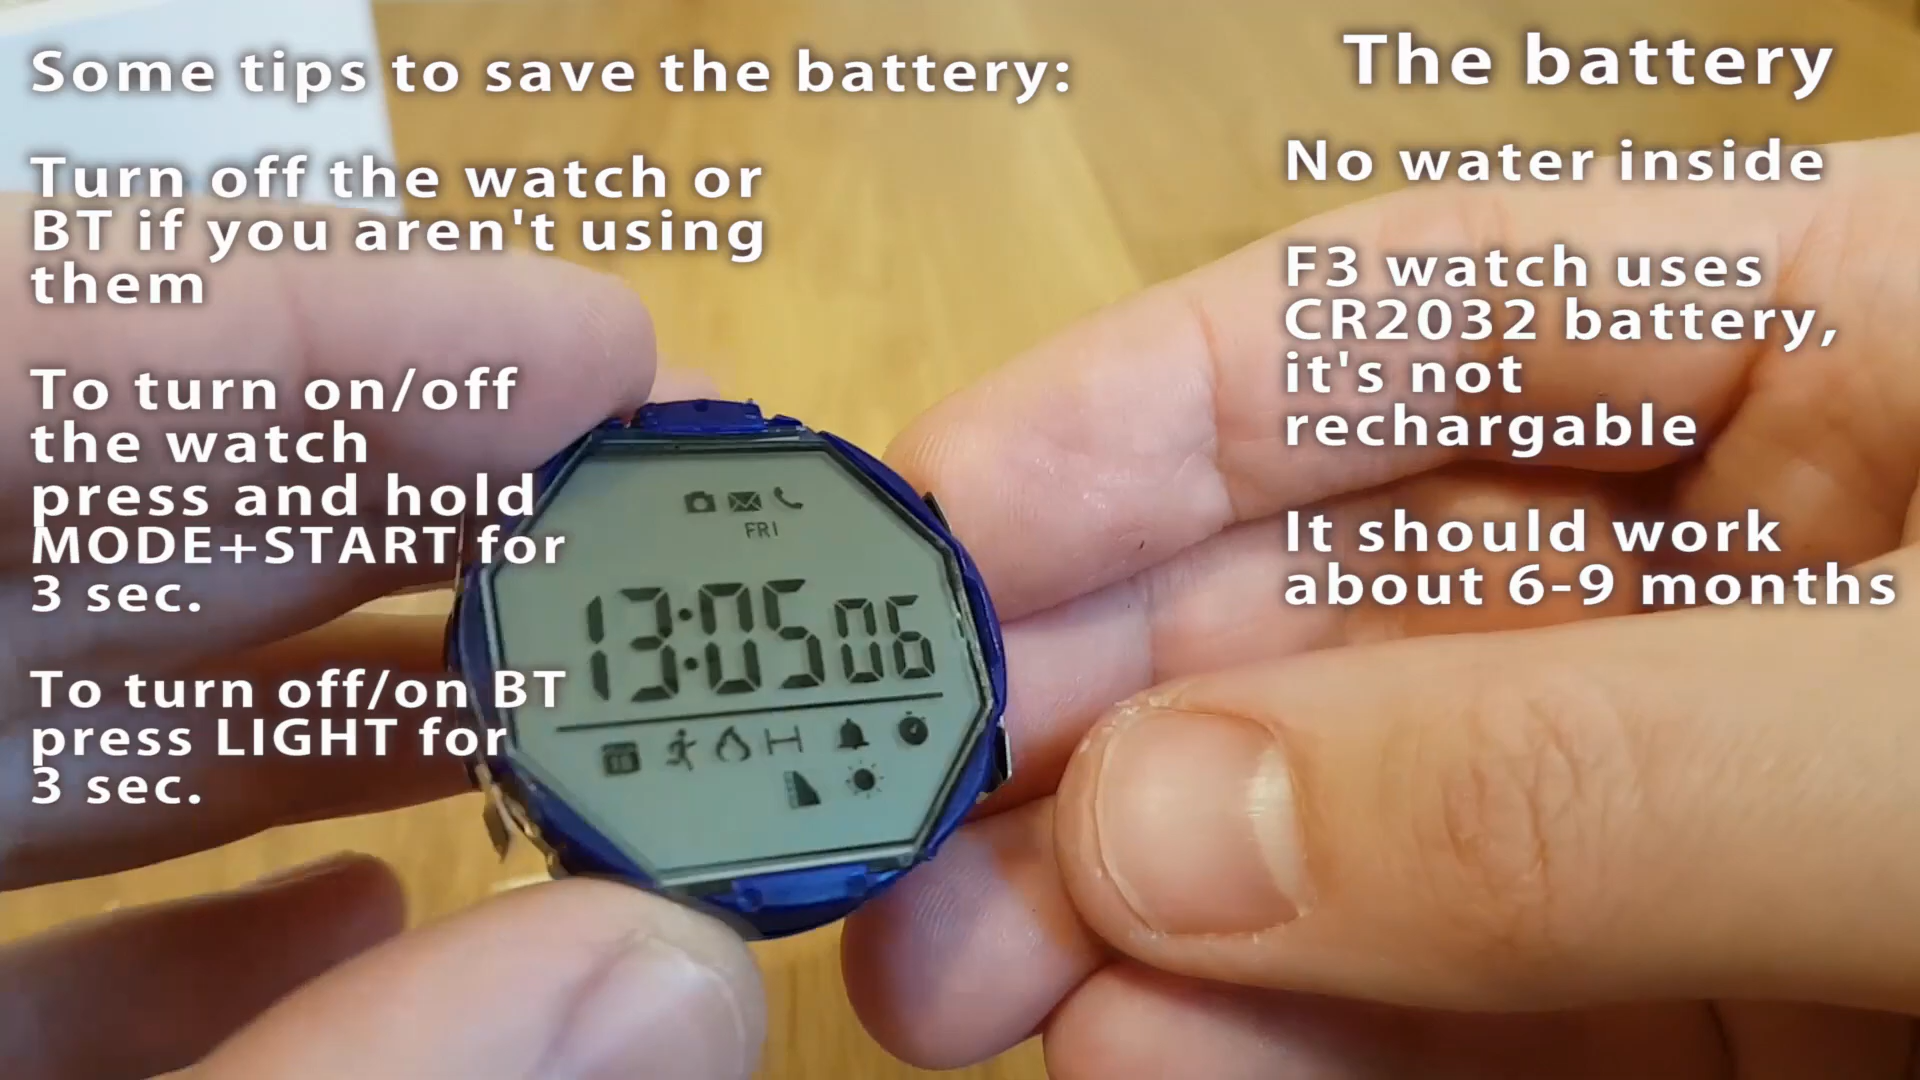 Some tips to save the battery:
Turn off the watch or
BT if you aren't using
them
To turn on/off
the watch
press and hold
MODE+START for
3 sec.
To turn off/on BT
press LIGHT for
3 sec.
The battery
No water inside
F3 watch uses
CR2032 battery,
it's not
rechargable
It should work
about 6-9 months
FRI
13:05 06